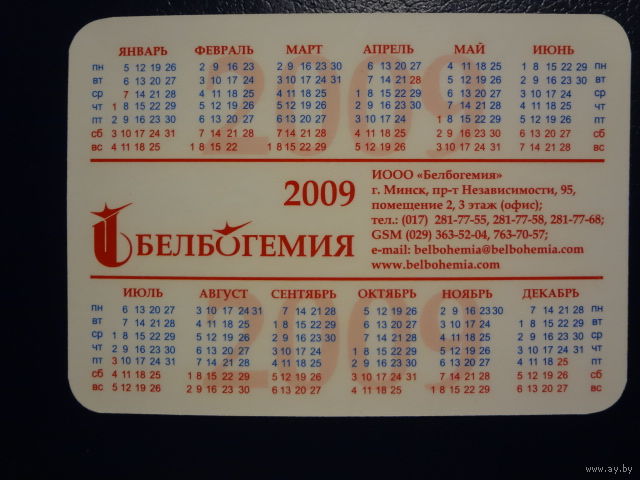 ЯНВАРЬ ФЕВРАЛЬ МАРТ АПРЕЛЬ МАЙ ИЮНЬ
пн 5 12 19 26 2 9 16 23 2 9 16 23 30 6 13 20 27 4 11 18 25 1 8 15 22 29 пн
вт 6 13 20 27 3 10 17 24 3 10 17 24 31 7 14 21 28 5 12 19 26 2 9 16 23 30 вт
ср 7 14 21 28 4 11 18 25 4 11 18 25 1 8 15 22 29 6 13 20 27 3 10 17 24 ср
чт 1 8 15 22 29 5 12 19 26 5 12 19 26 2 9 16 23 30 7 14 21 28 4 11 18 25 чт
пт 2 9 16 23 30 6 13 20 27 6 13 20 27 3 10 17 24 1 8 15 22 29 5 12 19 26 пт
сб 3 10 17 24 31 7 14 21 28 7 14 21 28 4 11 18 25 2 9 16 23 30 6 13 20 27 сб
вс 4 11 18 25 1 8 15 22 1 8 15 22 29 5 12 19 26 3 10 17 24 31 7 14 21 28 вс
2009
2009
БЕЛБОГЕМИЯ
ИООО «Белбогемия»
г. Минск, пр-т Независимости, 95,
помещение 2, 3 этаж (офис);
тел.: (017) 281-77-55, 281-77-58, 281-77-68;
GSM (029) 363-52-04, 763-70-57;
e-mail: belbohemia@belbohemia.com
www.belbohemia.com
ИЮЛЬ АВГУСТ СЕНТЯБРЬ ОКТЯБРЬ НОЯБРЬ ДЕКАБРЬ
пн 6 13 20 27 3 10 17 24 31 7 14 21 28 5 12 19 26 2 9 16 23 30 7 14 21 28 пн
вт 7 14 21 28 4 11 18 25 1 8 15 22 29 6 13 20 27 3 10 17 24 1 8 15 22 29 вт
ср 1 8 15 22 29 5 12 19 26 2 9 16 23 30 7 14 21 28 4 11 18 25 2 9 16 23 30 ср
чт 2 9 16 23 30 6 13 20 27 3 10 17 24 1 8 15 22 29 5 12 19 26 3 10 17 24 31 чт
пт 3 10 17 24 31 7 14 21 28 4 11 18 25 2 9 16 23 30 6 13 20 27 4 11 18 25 пт
сб 4 11 18 25 1 8 15 22 29 5 12 19 26 3 10 17 24 31 7 14 21 28 5 12 19 26 сб
вс 5 12 19 26 2 9 16 23 30 6 13 20 27 4 11 18 25 1 8 15 22 29 6 13 20 27 вс
2009
www.ay.by